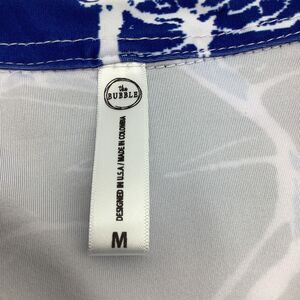 the
BUBBLE
DESIGNED IN U.S.A / MADE IN COLOMBIA
M